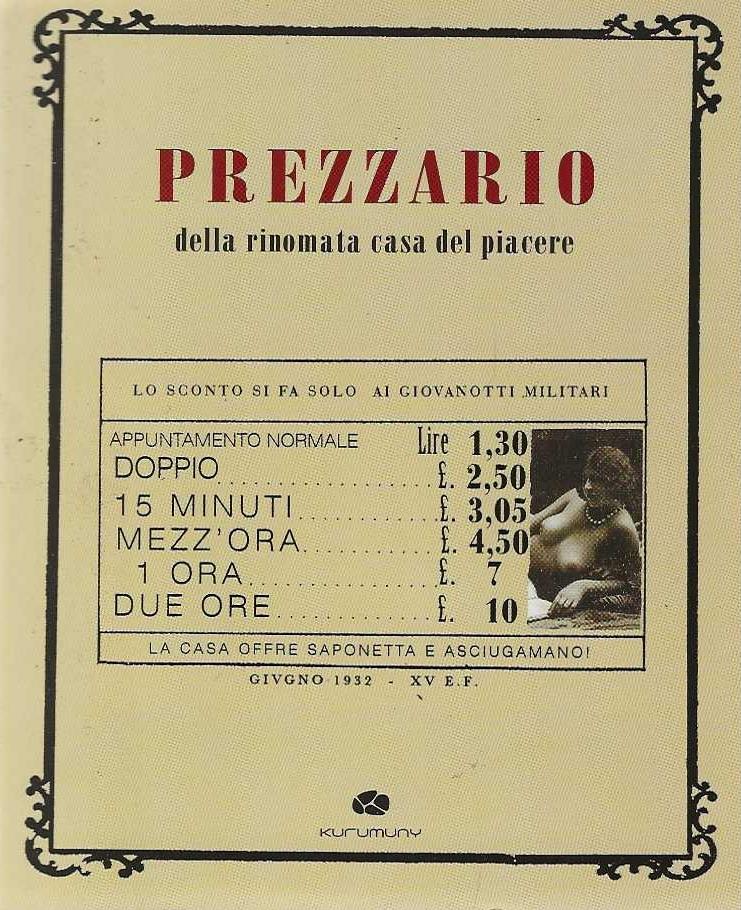 PREZZARIO
della rinomata casa del piacere
LO SCONTO SI FA SOLO AI GIOVANOTTI MILITARI
APPUNTAMENTO NORMALE Lire 1,30
DOPPIO.................£. 2,50
15 MINUTI...........£. 3,05
MEZZ'ORA...........£. 4,50
1 ORA...............£. 7
DUE ORE.............£. 10
LA CASA OFFRE SAPONETTA E ASCIUGAMANO!
GIVGNO 1932 - XV E.F.
KURUMUNY